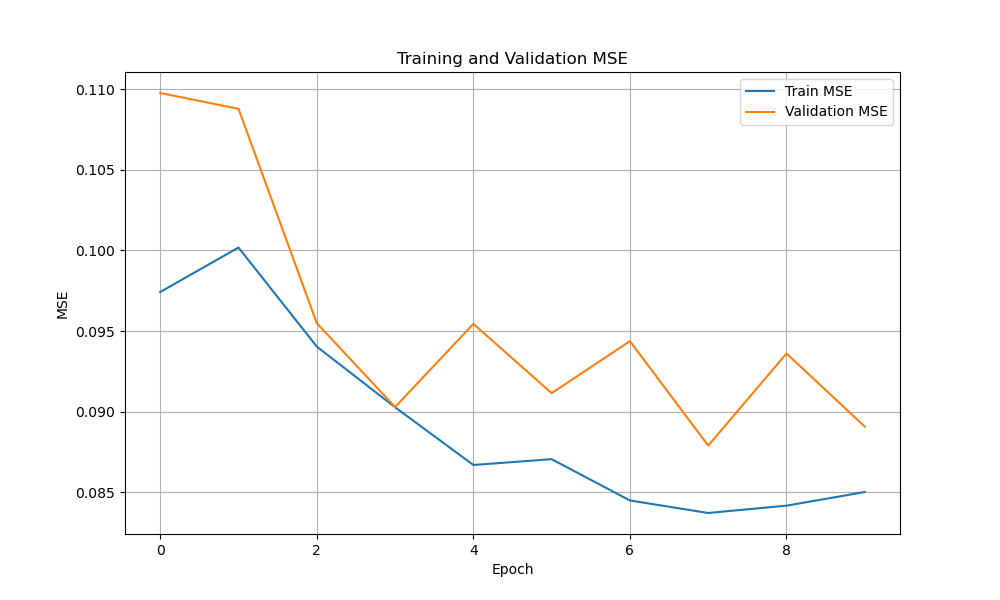 Training and Validation MSE
Train MSE
Validation MSE
0.110
0.105
0.100
0.095
0.090
0.085
MSE
0 2 4 6 8
Epoch